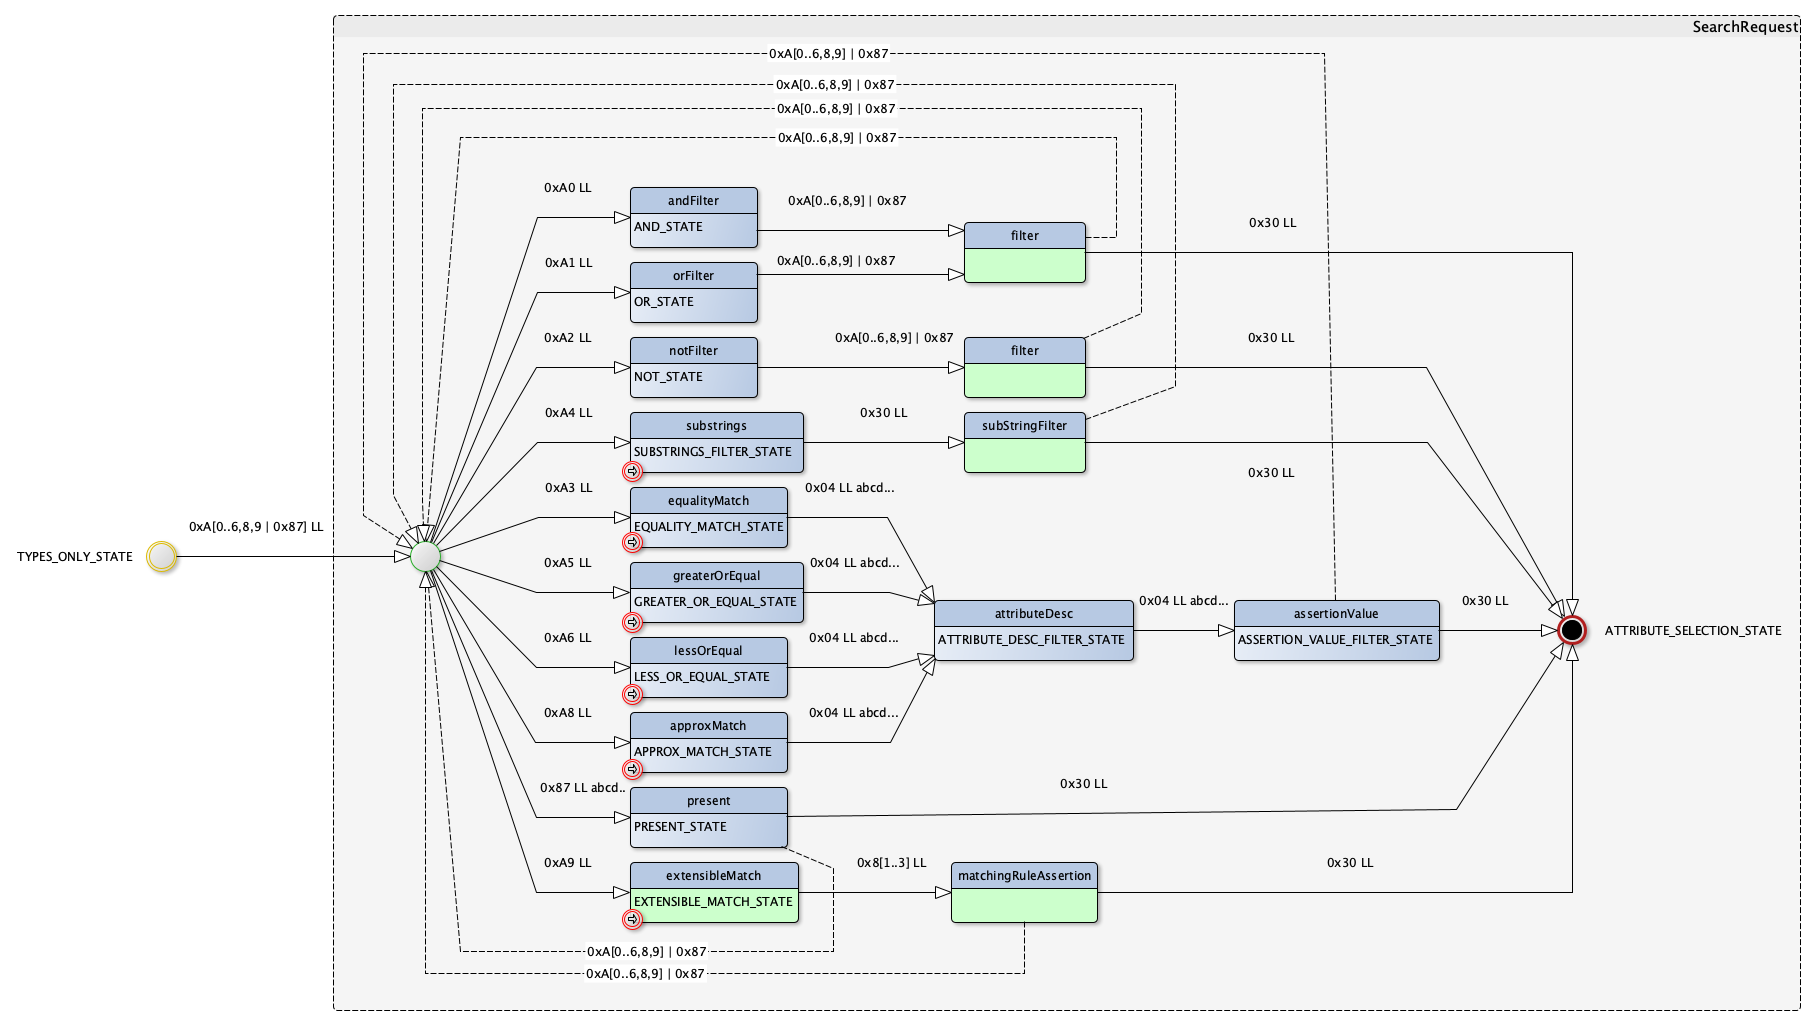 SearchRequest
0xA[0..6,8,9] | 0x87
0xA[0..6,8,9] | 0x87
0xA[0..6,8,9] | 0x87
0xA[0..6,8,9] | 0x87
0xA0 LL
andFilter
AND_STATE
0xA[0..6,8,9] | 0x87
filter
0x30 LL
0xA1 LL
orFilter
OR_STATE
0xA[0..6,8,9] | 0x87
0xA2 LL
notFilter
NOT_STATE
0xA[0..6,8,9] | 0x87
filter
0x30 LL
0xA4 LL
substrings
SUBSTRINGS_FILTER_STATE
0x30 LL
subStringFilter
0x30 LL
0xA3 LL
equalityMatch
EQUALITY_MATCH_STATE
0x04 LL abcd...
TYPES_ONLY_STATE
0xA[0..6,8,9 | 0x87] LL
0xA5 LL
greaterOrEqual
GREATER_OR_EQUAL_STATE
0x04 LL abcd...
attributeDesc
ATTRIBUTE_DESC_FILTER_STATE
0x04 LL abcd...
assertionValue
ASSERTION_VALUE_FILTER_STATE
0x30 LL
ATTRIBUTE_SELECTION_STATE
0xA6 LL
lessOrEqual
LESS_OR_EQUAL_STATE
0x04 LL abcd...
0xA8 LL
approxMatch
APPROX_MATCH_STATE
0x04 LL abcd...
0x87 LL abcd..
present
PRESENT_STATE
0x30 LL
0xA9 LL
extensibleMatch
EXTENSIBLE_MATCH_STATE
0x8[1..3] LL
matchingRuleAssertion
0x30 LL
0xA[0..6,8,9] | 0x87
0xA[0..6,8,9] | 0x87